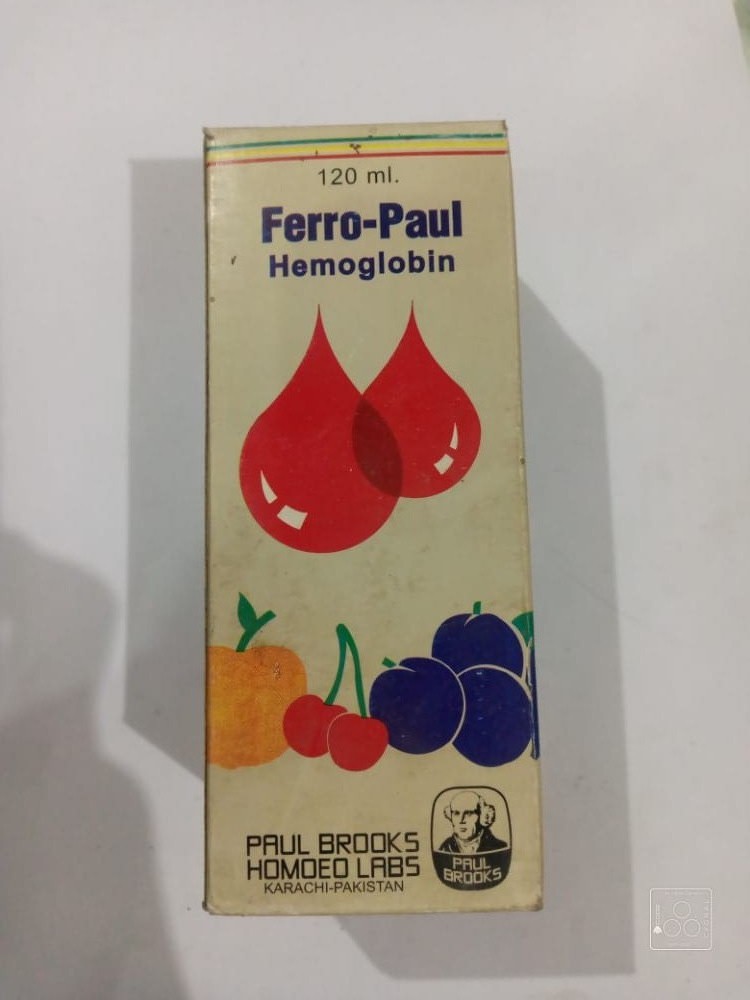 120 ml.
Ferro-Paul
Hemoglobin
PAUL BROOKS
HOMOEO LABS
KARACHI-PAKISTAN
PAUL
BROOKS